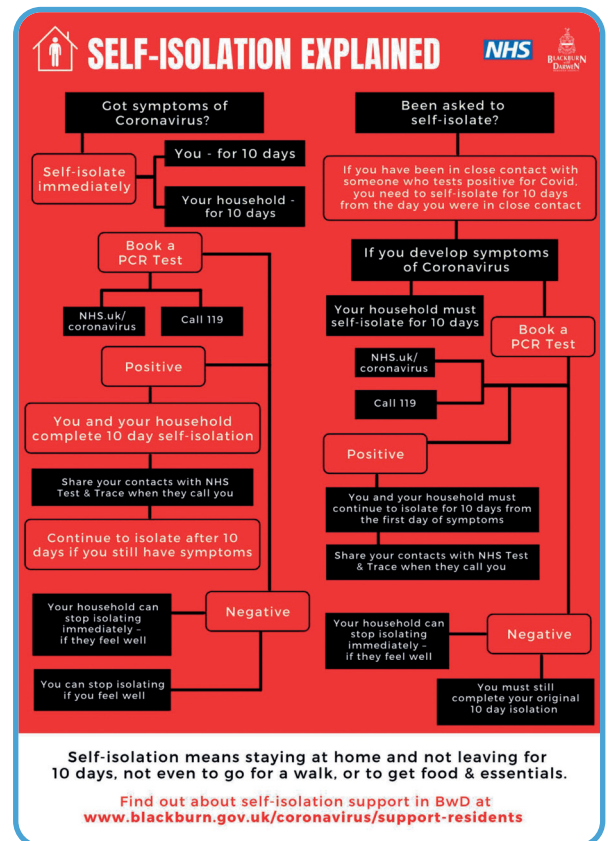 SELF-ISOLATION EXPLAINED
NHS
BLACKBURN
WITH
DARWEN
Got symptoms of
Coronavirus?
Self-isolate
immediately
You - for 10 days
Your household -
for 10 days
Book a
PCR Test
NHS.uk/
coronavirus
Call 119
Positive
You and your household
complete 10 day self-isolation
Share your contacts with NHS
Test & Trace when they call you
Continue to isolate after 10
days if you still have symptoms
Negative
Your household can
stop isolating
immediately –
if they feel well
You can stop isolating
if you feel well
Been asked to
self-isolate?
If you have been in close contact with
someone who tests positive for Covid,
you need to self-isolate for 10 days
from the day you were in close contact
If you develop symptoms
of Coronavirus
Your household must
self-isolate for 10 days
Book a
PCR Test
NHS.uk/
coronavirus
Call 119
Positive
You and your household must
continue to isolate for 10 days from
the first day of symptoms
Share your contacts with NHS Test
& Trace when they call you
Negative
Your household can
stop isolating
immediately –
if they feel well
You must still
complete your original
10 day isolation
Self-isolation means staying at home and not leaving for
10 days, not even to go for a walk, or to get food & essentials.
Find out about self-isolation support in BwD at
www.blackburn.gov.uk/coronavirus/support-residents